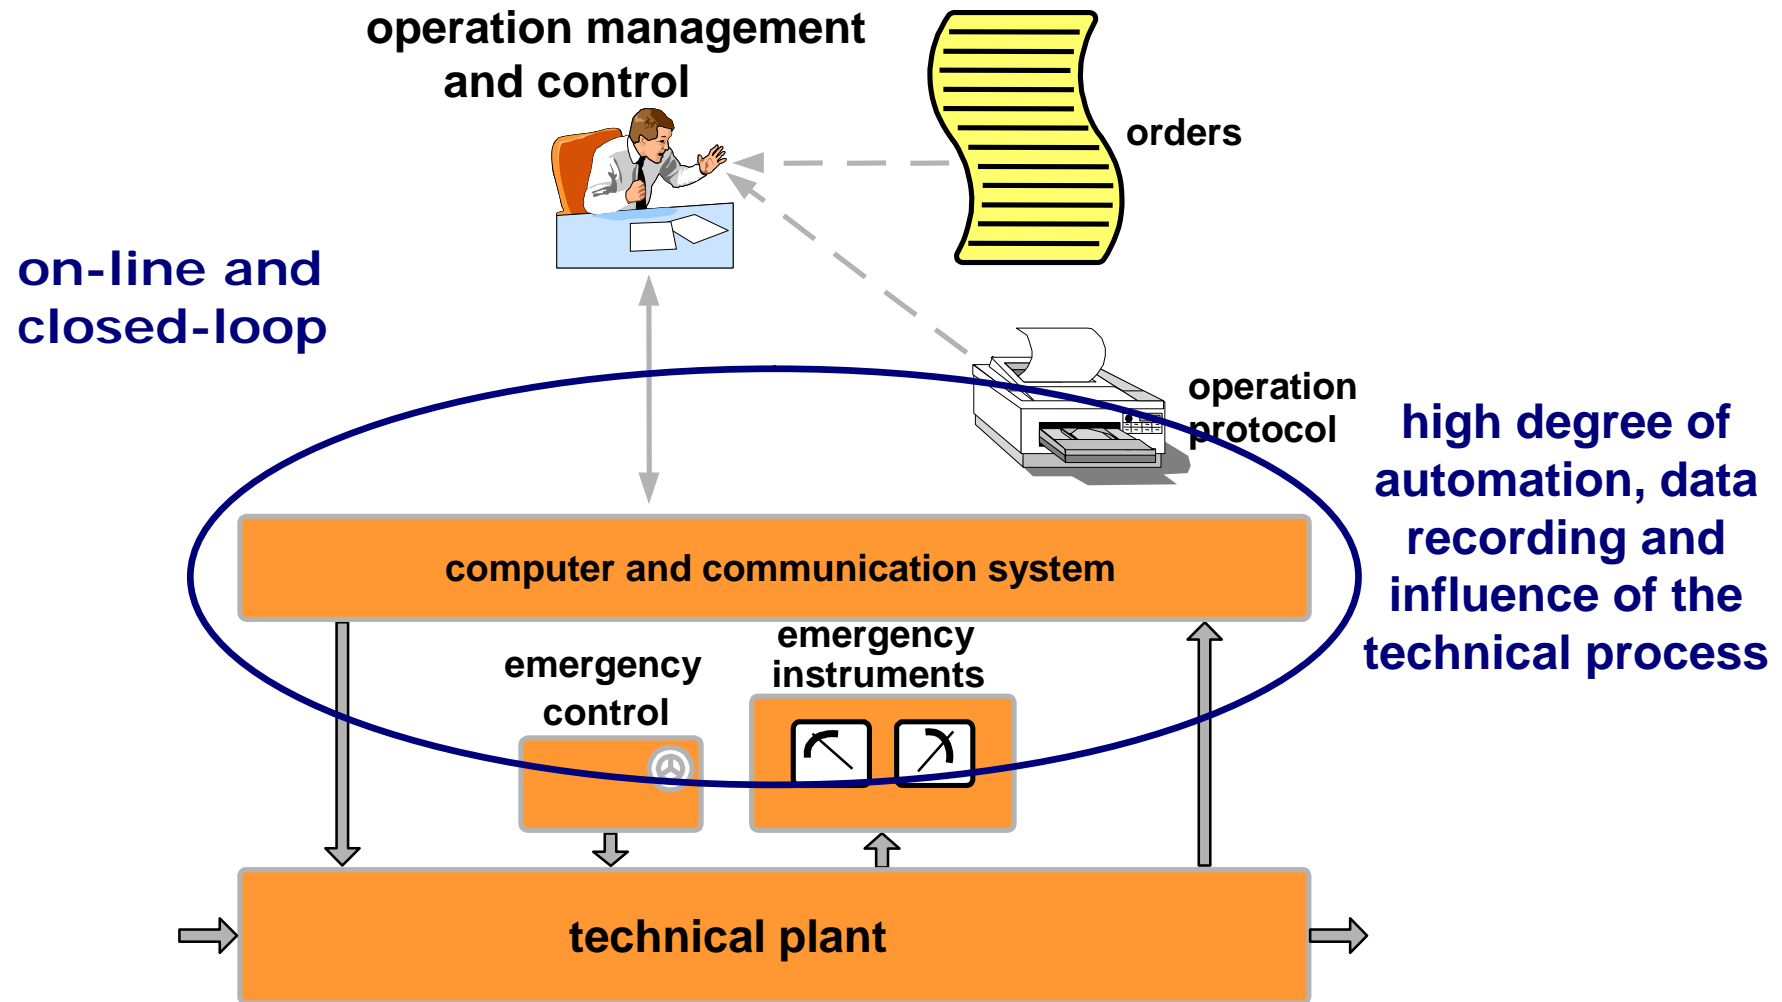 operation management
and control
orders
on-line and
closed-loop
operation
protocol
high degree of
automation, data
recording and
influence of the
technical process
computer and communication system
emergency
control
emergency
instruments
technical plant